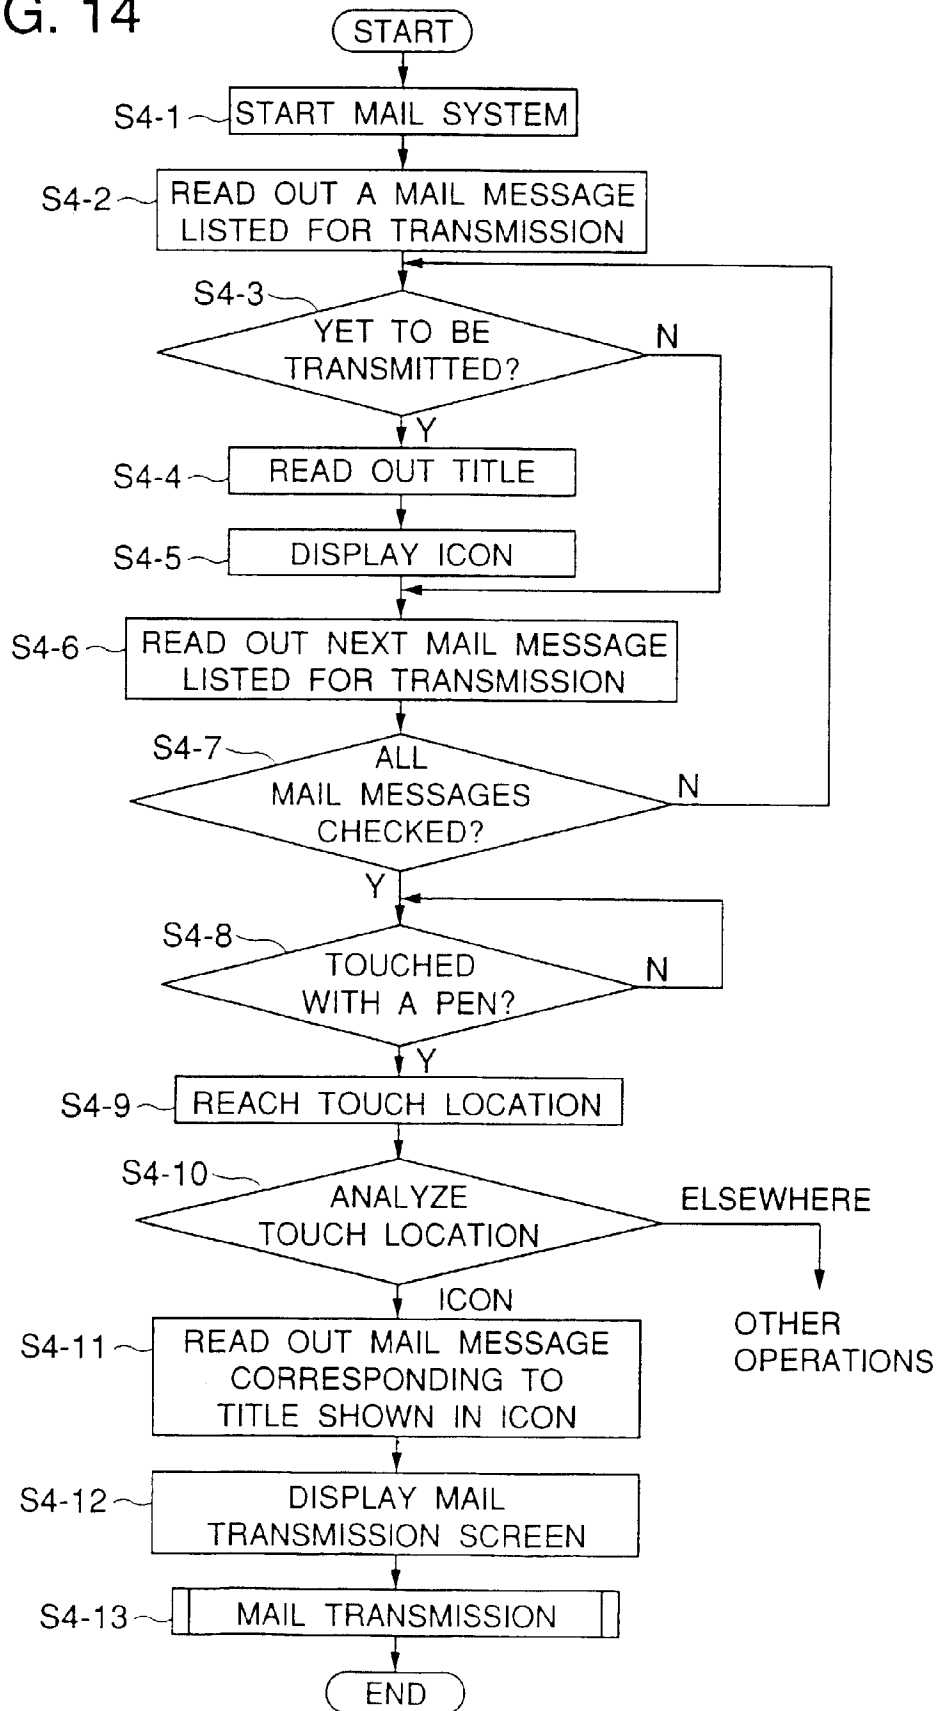 G. 14
START
S4-1
START MAIL SYSTEM
S4-2
READ OUT A MAIL MESSAGE
LISTED FOR TRANSMISSION
S4-3
YET TO BE
TRANSMITTED?
N
Y
S4-4
READ OUT TITLE
S4-5
DISPLAY ICON
S4-6
READ OUT NEXT MAIL MESSAGE
LISTED FOR TRANSMISSION
S4-7
ALL
MAIL MESSAGES
CHECKED?
N
Y
S4-8
TOUCHED
WITH A PEN?
N
Y
S4-9
REACH TOUCH LOCATION
S4-10
ANALYZE
TOUCH LOCATION
ELSEWHERE
OTHER
OPERATIONS
ICON
S4-11
READ OUT MAIL MESSAGE
CORRESPONDING TO
TITLE SHOWN IN ICON
S4-12
DISPLAY MAIL
TRANSMISSION SCREEN
S4-13
MAIL TRANSMISSION
END